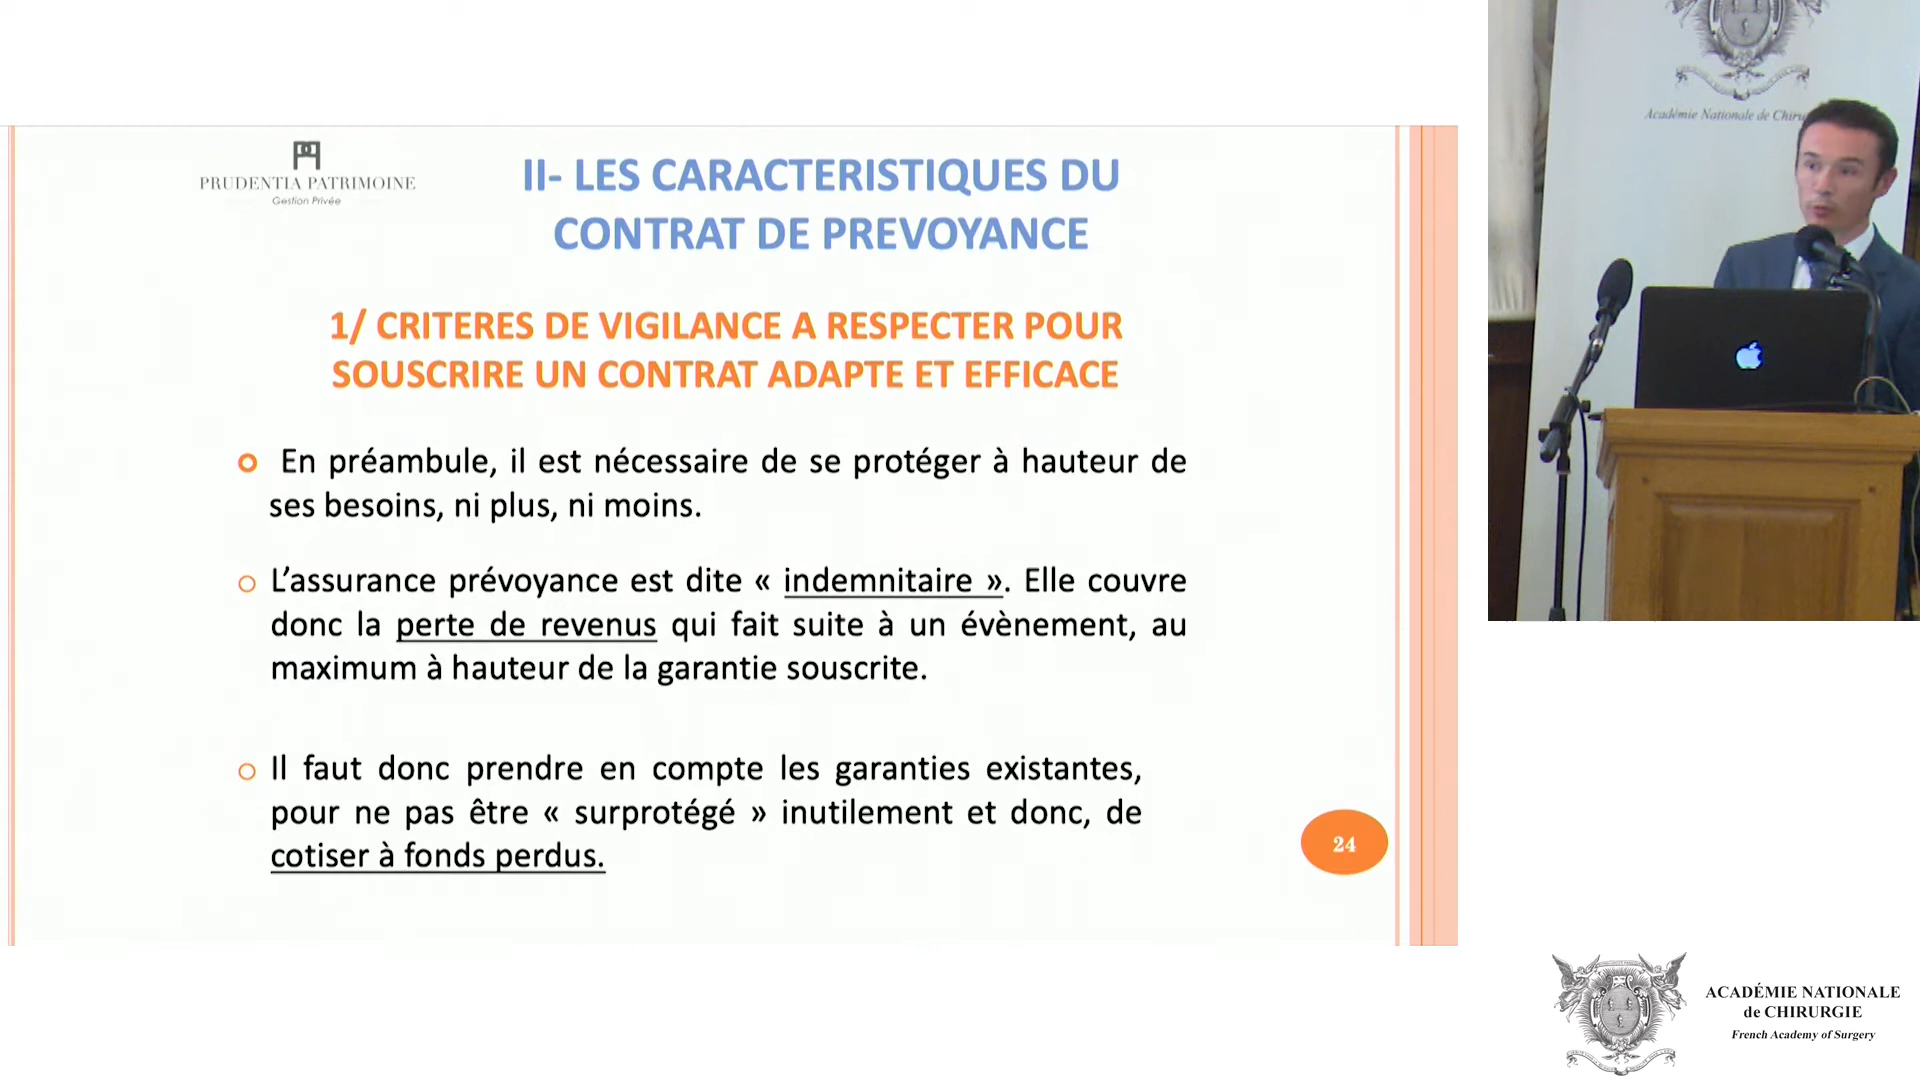 PRUDENTIA PATRIMOINE
Gestion Privée
II- LES CARACTERISTIQUES DU
CONTRAT DE PREVOYANCE
1/ CRITERES DE VIGILANCE A RESPECTER POUR
SOUSCRIRE UN CONTRAT ADAPTE ET EFFICACE
En préambule, il est nécessaire de se protéger à hauteur de
ses besoins, ni plus, ni moins.
L’assurance prévoyance est dite « indemnitaire ». Elle couvre
donc la perte de revenus qui fait suite à un évènement, au
maximum à hauteur de la garantie souscrite.
Il faut donc prendre en compte les garanties existantes,
pour ne pas être « surprotégé » inutilement et donc, de
cotiser à fonds perdus.
24
Académie Nationale de
ACADÉMIE NATIONALE
de CHIRURGIE
French Academy of Surgery